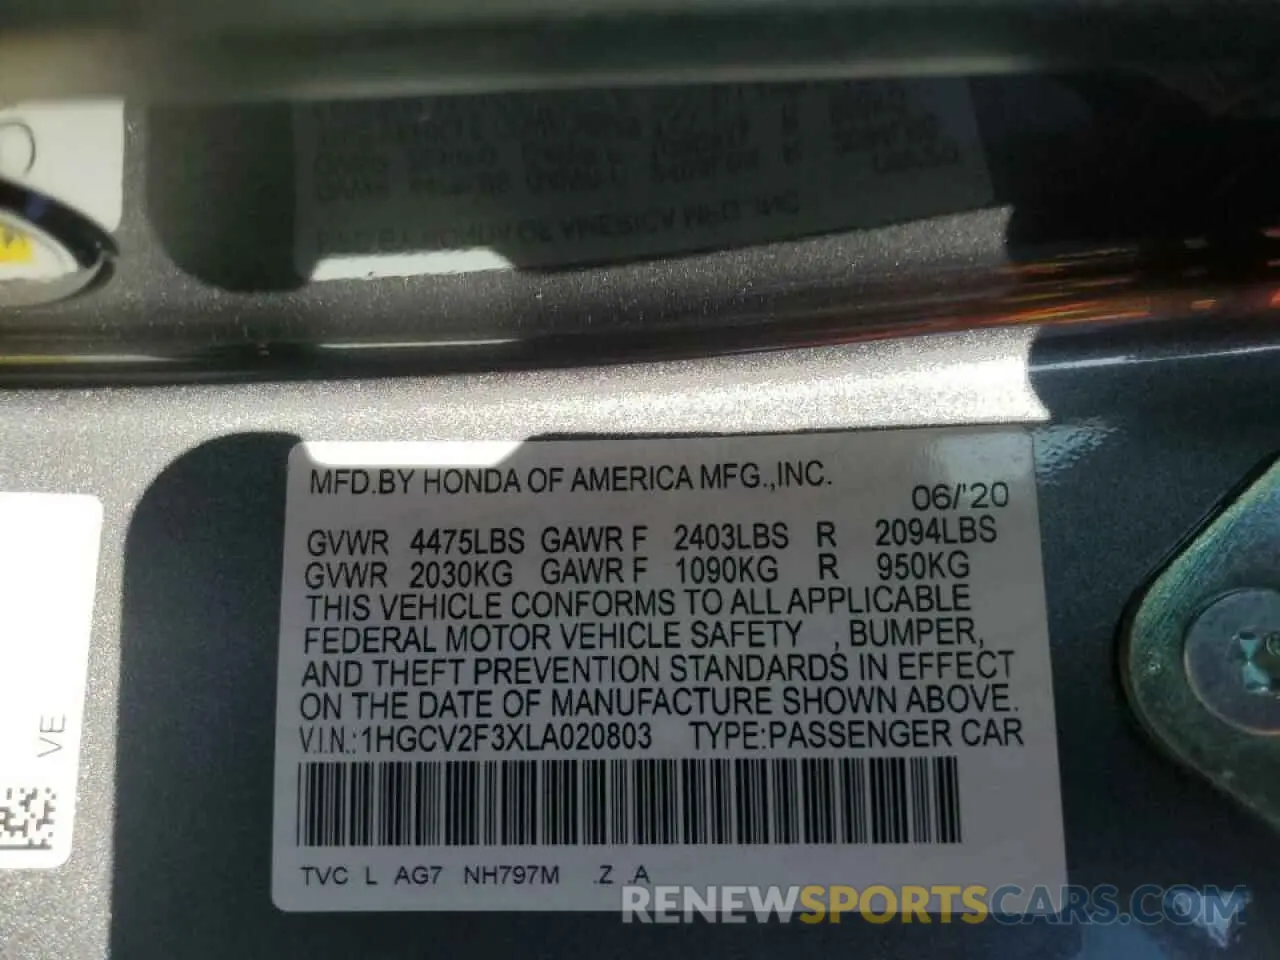 MFD.BY HONDA OF AMERICA MFG.,INC.
06/'20
GVWR 4475LBS GAWR F 2403LBS R 2094LBS
GVWR 2030KG GAWR F 1090KG R 950KG
THIS VEHICLE CONFORMS TO ALL APPLICABLE
FEDERAL MOTOR VEHICLE SAFETY , BUMPER,
AND THEFT PREVENTION STANDARDS IN EFFECT
ON THE DATE OF MANUFACTURE SHOWN ABOVE.
V.I.N.:1HGCV2F3XLA020803 TYPE:PASSENGER CAR
TVC L AG7 NH797M .Z .A
VE
RENEWSPORTSCARS.COM